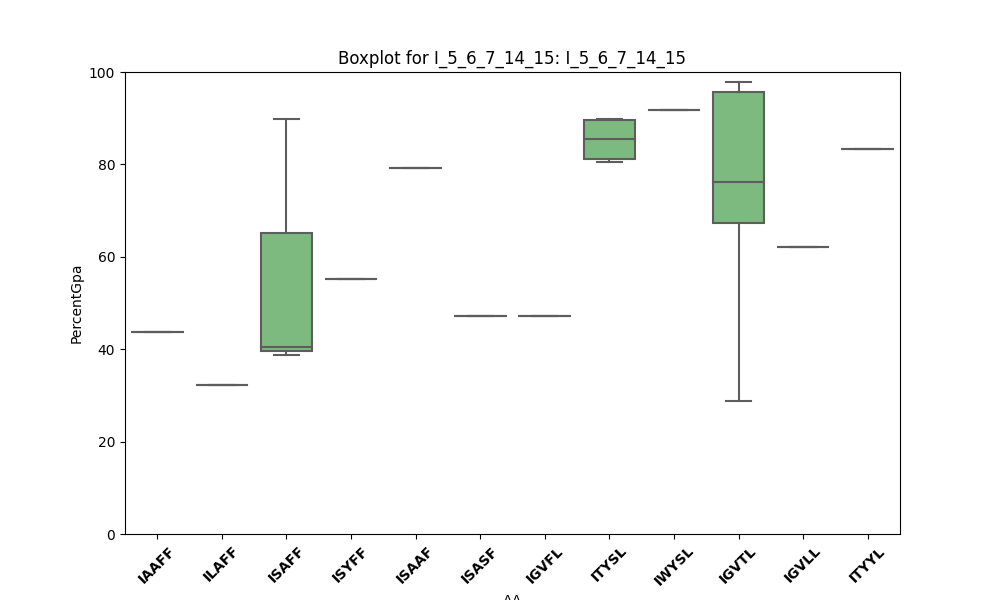 Boxplot for I_5_6_7_14_15: I_5_6_7_14_15
100
80
60
40
20
0
PercentGpa
IAAFF
ILAFF
ISAFF
ISYFF
ISAAF
ISASF
IGVFL
ITYSL
IWYSL
IGVTL
IGVLL
ITYYL
AA